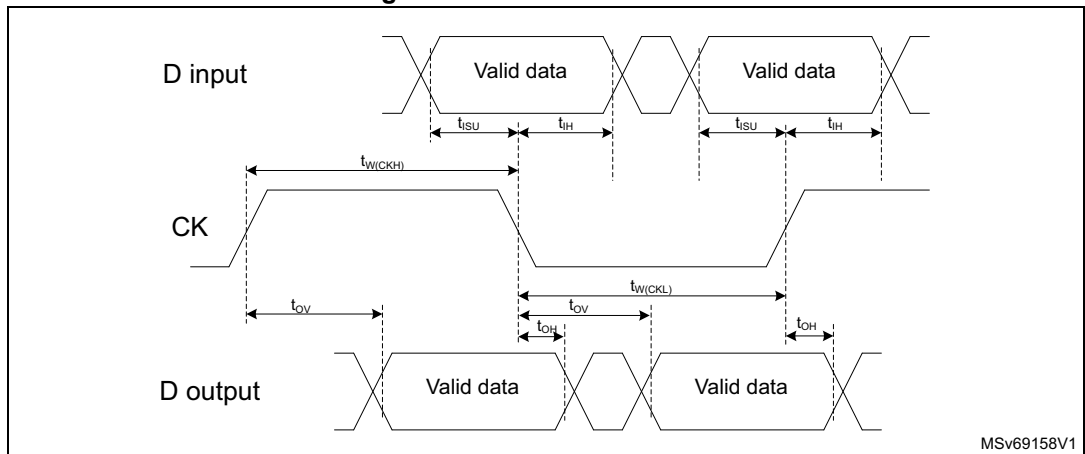 D input
Valid data
Valid data
tISU
tIH
tISU
tIH
tW(CKH)
CK
tW(CKL)
tOV
tOV
tOH
tOH
D output
Valid data
Valid data
MSv69158V1